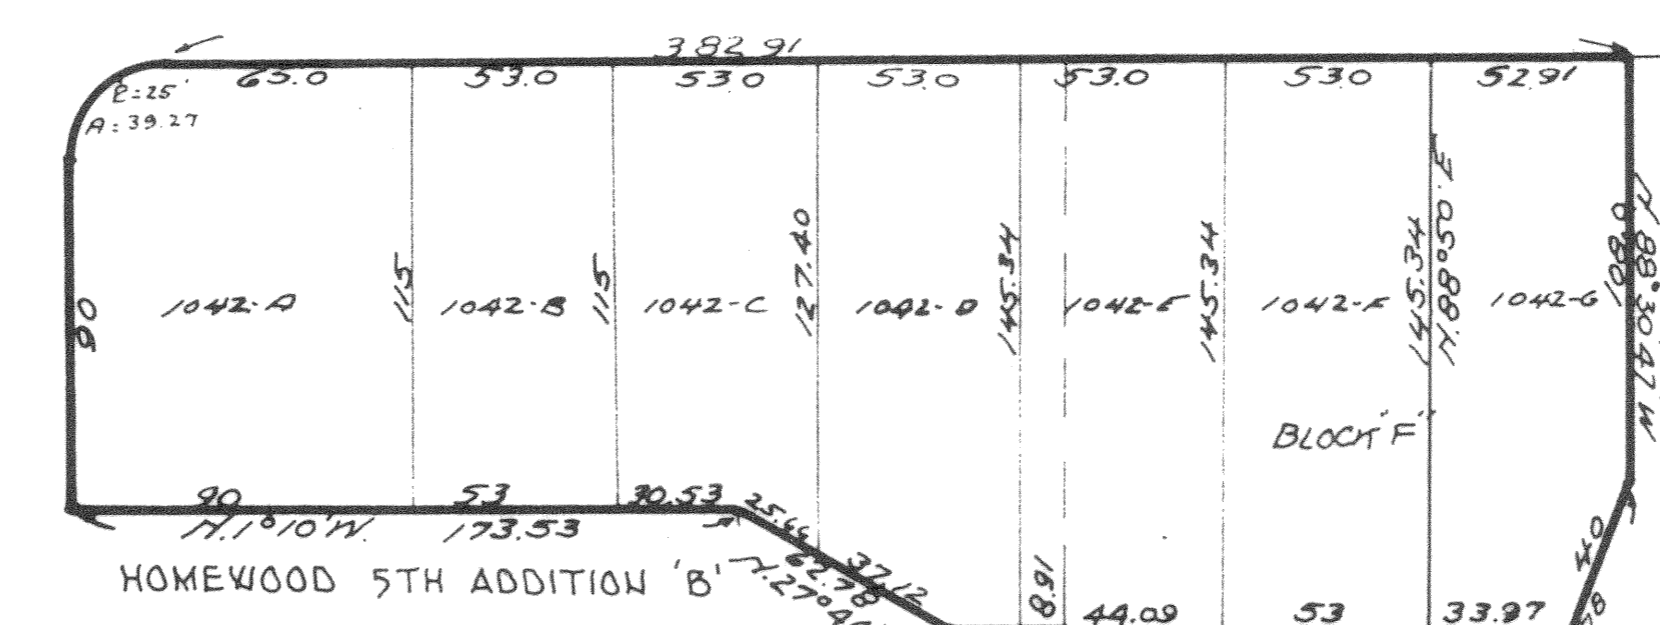 382.91
65.0 53.0 53.0 53.0 53.0 53.0 52.91
R=25'
A=39.27
90
115
115
127.40
145.34
145.34
145.34
N.88°50'E.
108.0
N 88°30'47"W
1042-A 1042-B 1042-C 1042-D 1042-E 1042-F 1042-G
BLOCK "F"
90 53 30.53
N.1°10'W. 173.53
25.66
62.78
37.12
HOMEWOOD 5TH ADDITION 'B'
8.91
44.09 53 33.97
40